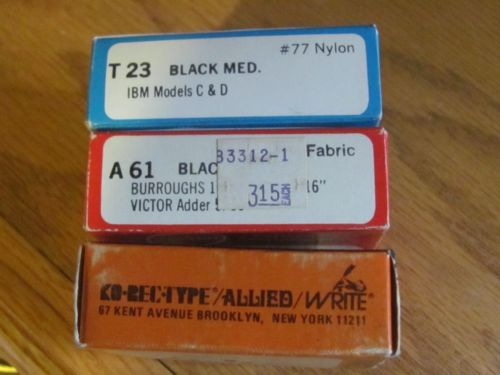 #77 Nylon
T 23 BLACK MED.
IBM Models C & D
33312-1
Fabric
A 61 BLAC
BURROUGHS 1 16"
315 EACH
VICTOR Adder
KO-REC-TYPE®/ALLIED/WRITE®
67 KENT AVENUE BROOKLYN, NEW YORK 11211